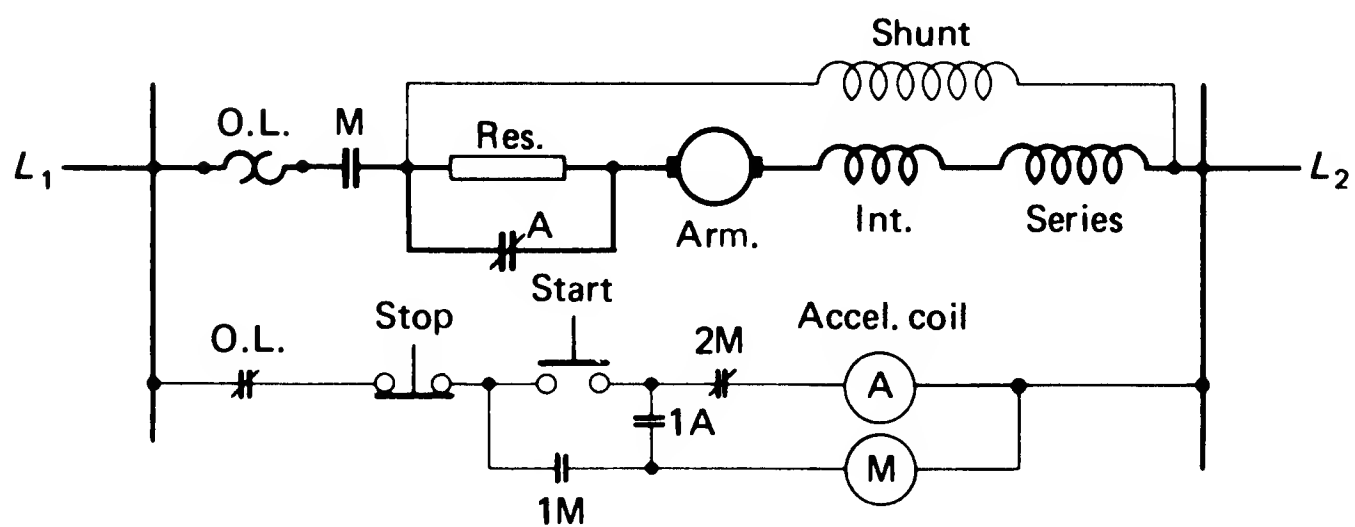 Shunt
O.L.
M
Res.
L1
L2
A
Arm.
Int.
Series
Start
Stop
Accel. coil
O.L.
2M
A
1A
M
1M